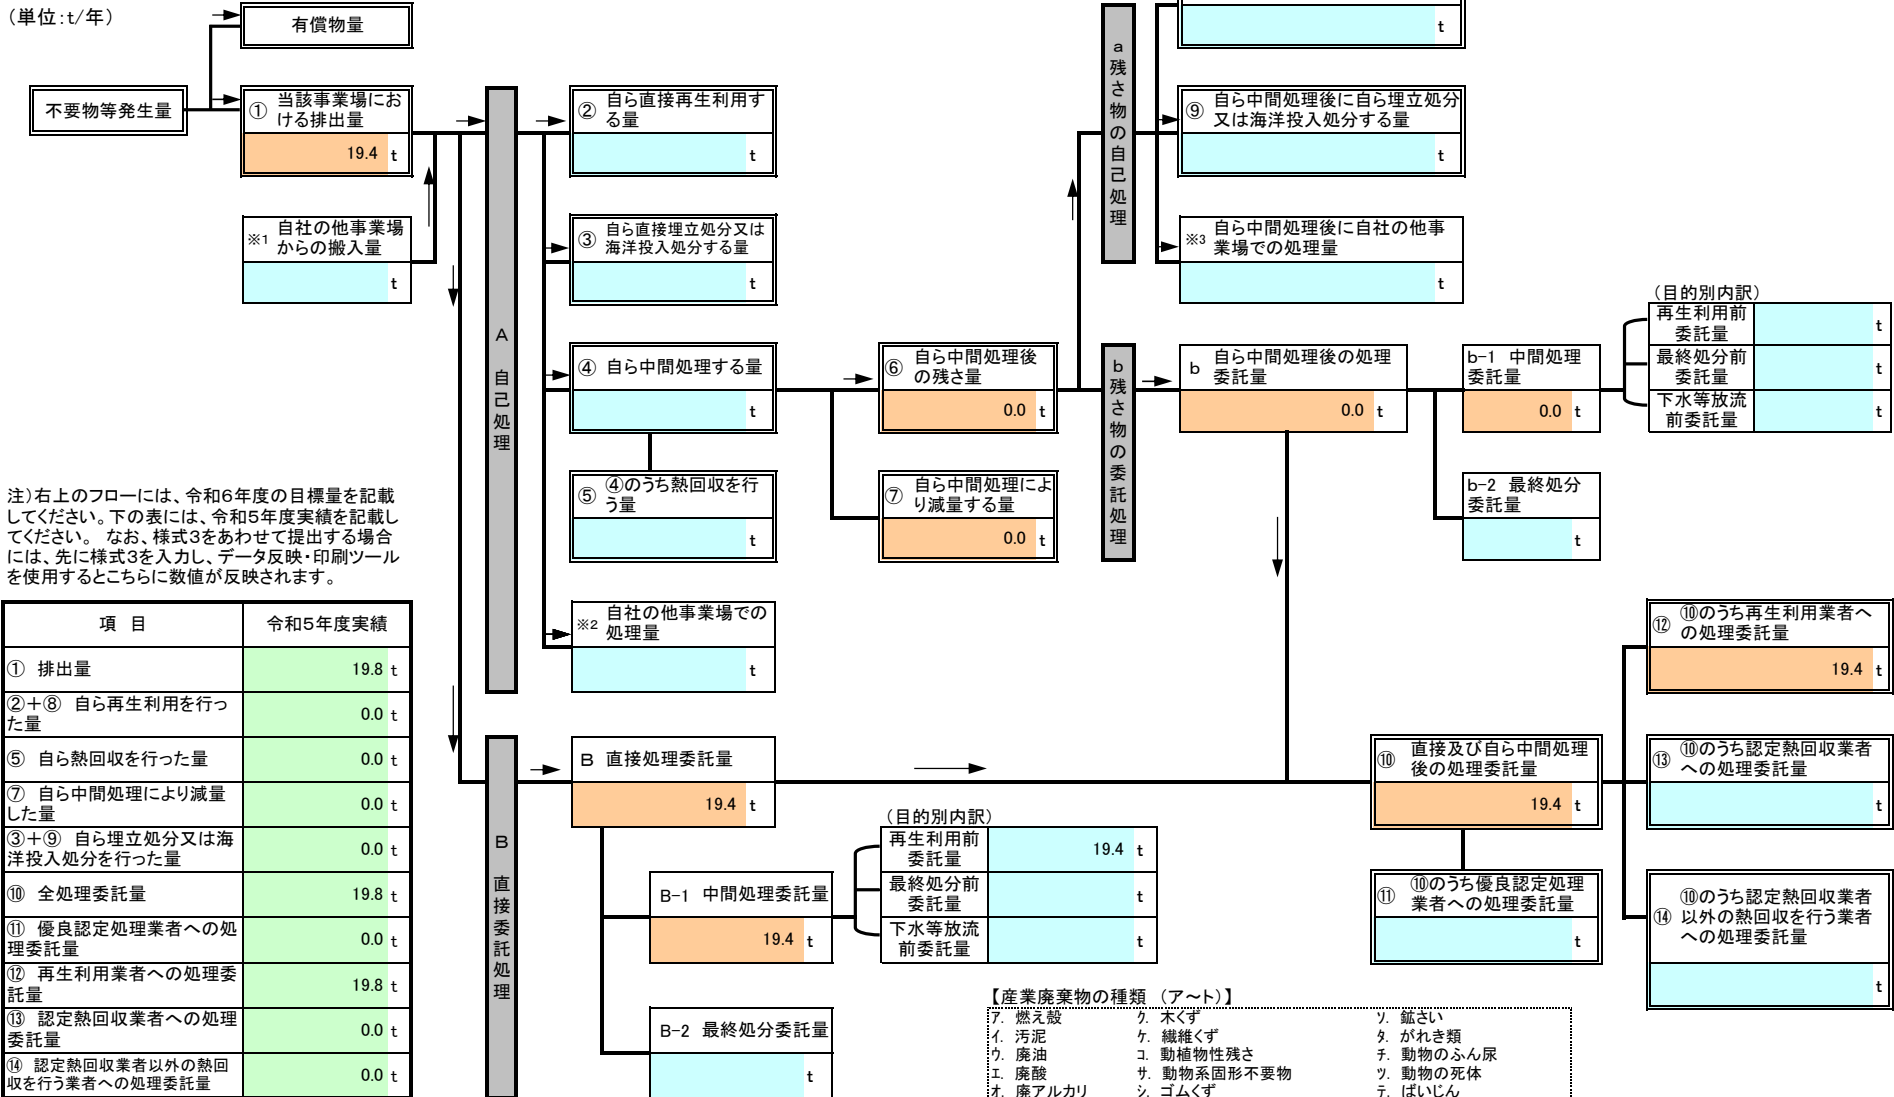 (単位:t/年)
有償物量
不要物等発生量
① 当該事業場にお
ける排出量
19.4 t
※1 自社の他事業場
からの搬入量
t
A 自己処理
② 自ら直接再生利用す
る量
t
③ 自ら直接埋立処分又は
海洋投入処分する量
t
④ 自ら中間処理する量
t
⑤ ④のうち熱回収を行
う量
t
※2 自社の他事業場での
処理量
t
⑥ 自ら中間処理後
の残さ量
0.0 t
⑦ 自ら中間処理によ
り減量する量
0.0 t
a 残さ物の自己処理
t
⑨ 自ら中間処理後に自ら埋立処分
又は海洋投入処分する量
t
※3 自ら中間処理後に自社の他事
業場での処理量
t
b 残さ物の委託処理
b 自ら中間処理後の処理
委託量
0.0 t
b-1 中間処理
委託量
0.0 t
b-2 最終処分
委託量
t
(目的別内訳)
再生利用前
委託量
t
最終処分前
委託量
t
下水等放流
前委託量
t
注)右上のフローには、令和6年度の目標量を記載
してください。下の表には、令和5年度実績を記載し
てください。 なお、様式3をあわせて提出する場合
には、先に様式3を入力し、データ反映・印刷ツール
を使用するとこちらに数値が反映されます。
項 目 令和5年度実績
① 排出量 19.8 t
②+⑧ 自ら再生利用を行っ
た量 0.0 t
⑤ 自ら熱回収を行った量 0.0 t
⑦ 自ら中間処理により減量
した量 0.0 t
③+⑨ 自ら埋立処分又は海
洋投入処分を行った量 0.0 t
⑩ 全処理委託量 19.8 t
⑪ 優良認定処理業者への処
理委託量 0.0 t
⑫ 再生利用業者への処理委
託量 19.8 t
⑬ 認定熱回収業者への処理
委託量 0.0 t
⑭ 認定熱回収業者以外の熱回
収を行う業者への処理委託量 0.0 t
B 直接委託処理
B 直接処理委託量
19.4 t
B-1 中間処理委託量
19.4 t
B-2 最終処分委託量
t
(目的別内訳)
再生利用前
委託量
19.4 t
最終処分前
委託量
t
下水等放流
前委託量
t
⑩ 直接及び自ら中間処理
後の処理委託量
19.4 t
⑪ ⑩のうち優良認定処理
業者への処理委託量
t
⑫ ⑩のうち再生利用業者へ
の処理委託量
19.4 t
⑬ ⑩のうち認定熱回収業者
への処理委託量
t
⑭ ⑩のうち認定熱回収業者
以外の熱回収を行う業者
への処理委託量
t
【産業廃棄物の種類 (ア~ト)】
ア. 燃え殻 ク. 木くず ソ. 鉱さい
イ. 汚泥 ケ. 繊維くず タ. がれき類
ウ. 廃油 コ. 動植物性残さ チ. 動物のふん尿
エ. 廃酸 サ. 動物系固形不要物 ツ. 動物の死体
オ. 廃アルカリ シ. ゴムくず テ. ばいじん